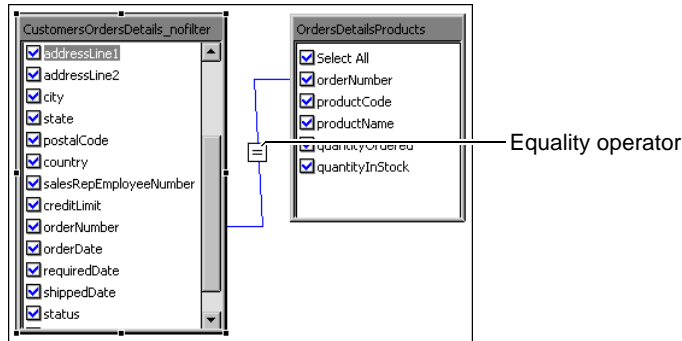 CustomersOrdersDetails_nofilter
addressLine1
addressLine2
city
state
postalCode
country
salesRepEmployeeNumber
creditLimit
orderNumber
orderDate
requiredDate
shippedDate
status
OrdersDetailsProducts
Select All
orderNumber
productCode
productName
quantityOrdered
quantityInStock
=
Equality operator